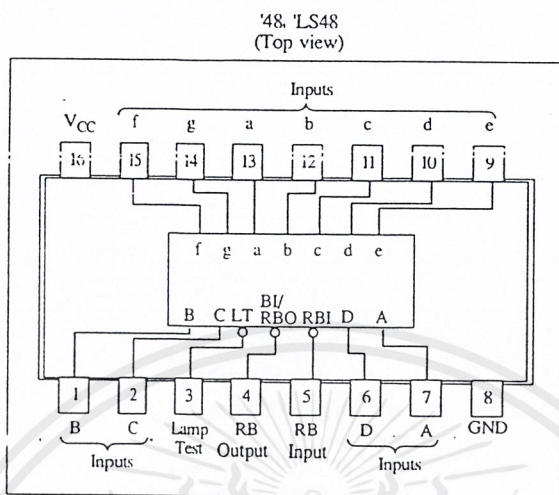 '48, 'LS48
(Top view)
Inputs
VCC f g a b c d e
16 15 14 13 12 11 10 9
f g a b c d e
BI/
B C LT RBO RBI D A
1 2 3 4 5 6 7 8
B C Lamp RB RB D A GND
Test Output Input
Inputs Inputs